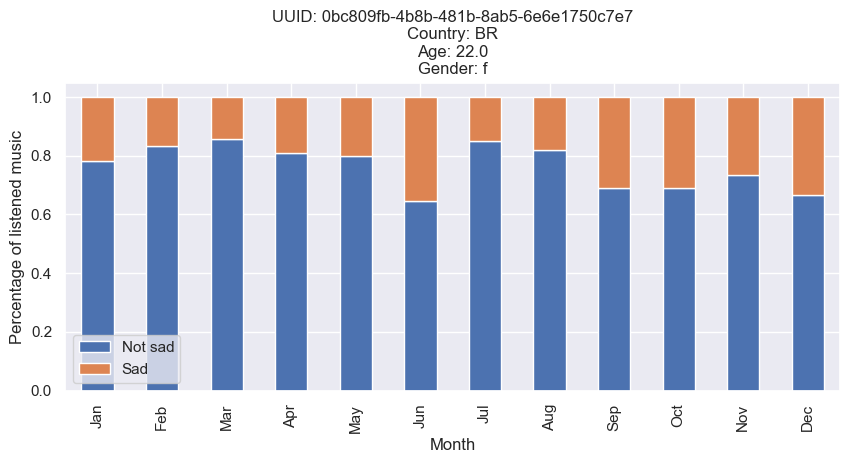 UUID: 0bc809fb-4b8b-481b-8ab5-6e6e1750c7e7
Country: BR
Age: 22.0
Gender: f
Percentage of listened music
1.0
0.8
0.6
0.4
0.2
0.0
Not sad
Sad
Jan
Feb
Mar
Apr
May
Jun
Jul
Aug
Sep
Oct
Nov
Dec
Month